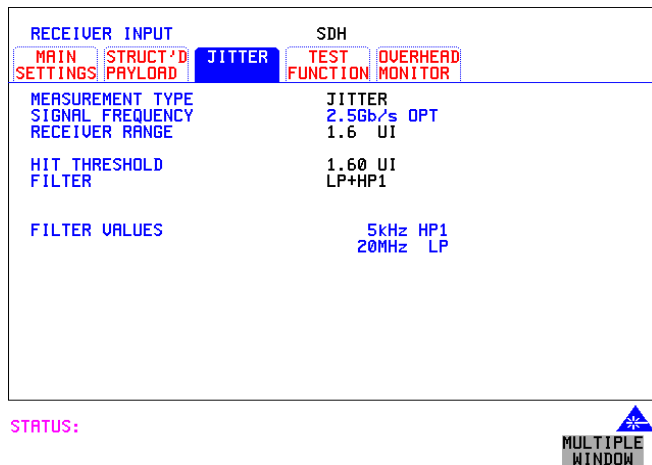 RECEIVER INPUT SDH
MAIN SETTINGS
STRUCT'D PAYLOAD
JITTER
TEST FUNCTION
OVERHEAD MONITOR
MEASUREMENT TYPE JITTER
SIGNAL FREQUENCY 2.5Gb/s OPT
RECEIVER RANGE 1.6 UI
HIT THRESHOLD 1.60 UI
FILTER LP+HP1
FILTER VALUES 5kHz HP1
20MHz LP
STATUS:
MULTIPLE
WINDOW